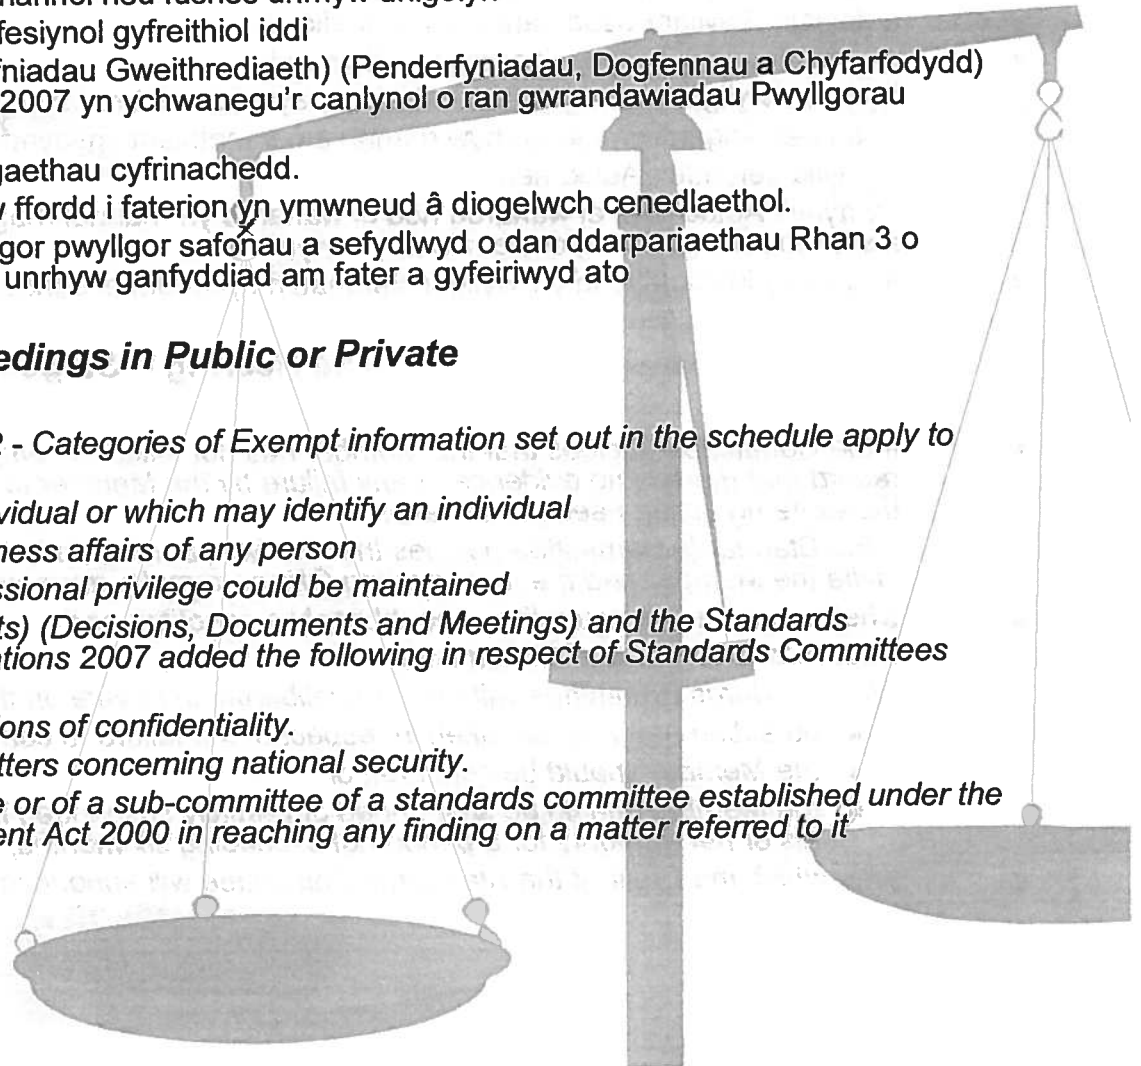 fesiynol gyfreithiol iddi
niadau Gweithrediaeth) (Penderfyniadau, Dogfennau a Chyfarfodydd)
2007 yn ychwanegu'r canlynol o ran gwrandawiadau Pwyllgorau
gaethau cyfrinachedd.
ffordd i faterion yn ymwneud â diogelwch cenedlaethol.
gor pwyllgor safonau a sefydlwyd o dan ddarpariaethau Rhan 3 o
unrhyw ganfyddiad am fater a gyfeiriwyd ato
edings in Public or Private
- Categories of Exempt information set out in the schedule apply to
vidual or which may identify an individual
ness affairs of any person
ssional privilege could be maintained
ts) (Decisions, Documents and Meetings) and the Standards
ations 2007 added the following in respect of Standards Committees
ions of confidentiality.
tters concerning national security.
e or of a sub-committee of a standards committee established under the
ent Act 2000 in reaching any finding on a matter referred to it